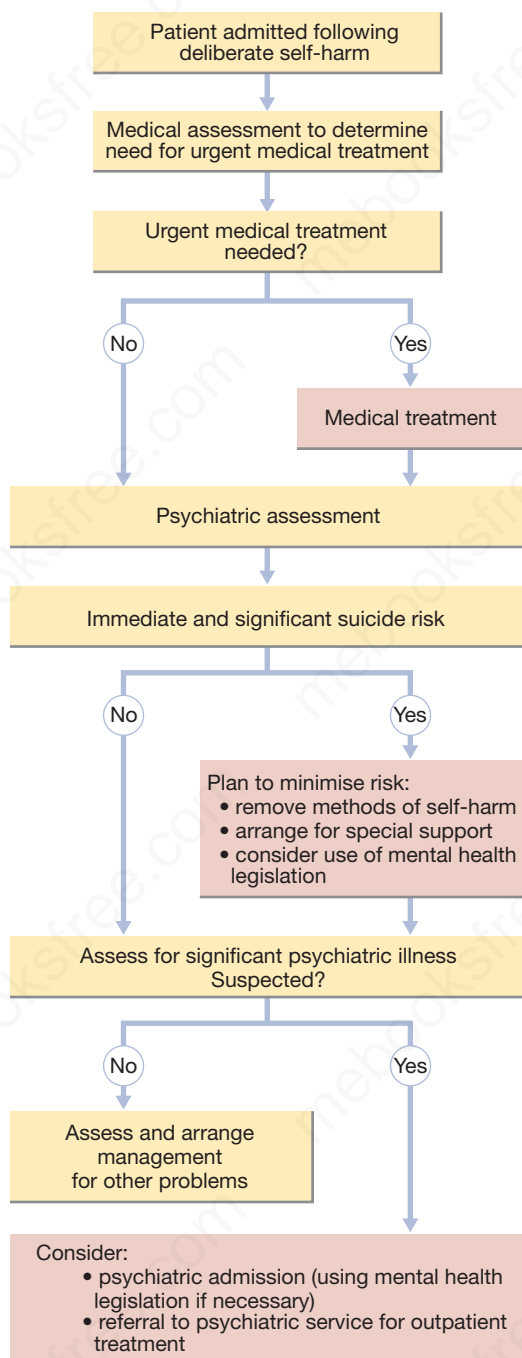 Patient admitted following
deliberate self-harm
Medical assessment to determine
need for urgent medical treatment
Urgent medical treatment
needed?
No
Yes
Medical treatment
Psychiatric assessment
Immediate and significant suicide risk
No
Yes
Plan to minimise risk:
• remove methods of self-harm
• arrange for special support
• consider use of mental health
legislation
Assess for significant psychiatric illness
Suspected?
No
Yes
Assess and arrange
management
for other problems
Consider:
• psychiatric admission (using mental health
legislation if necessary)
• referral to psychiatric service for outpatient
treatment